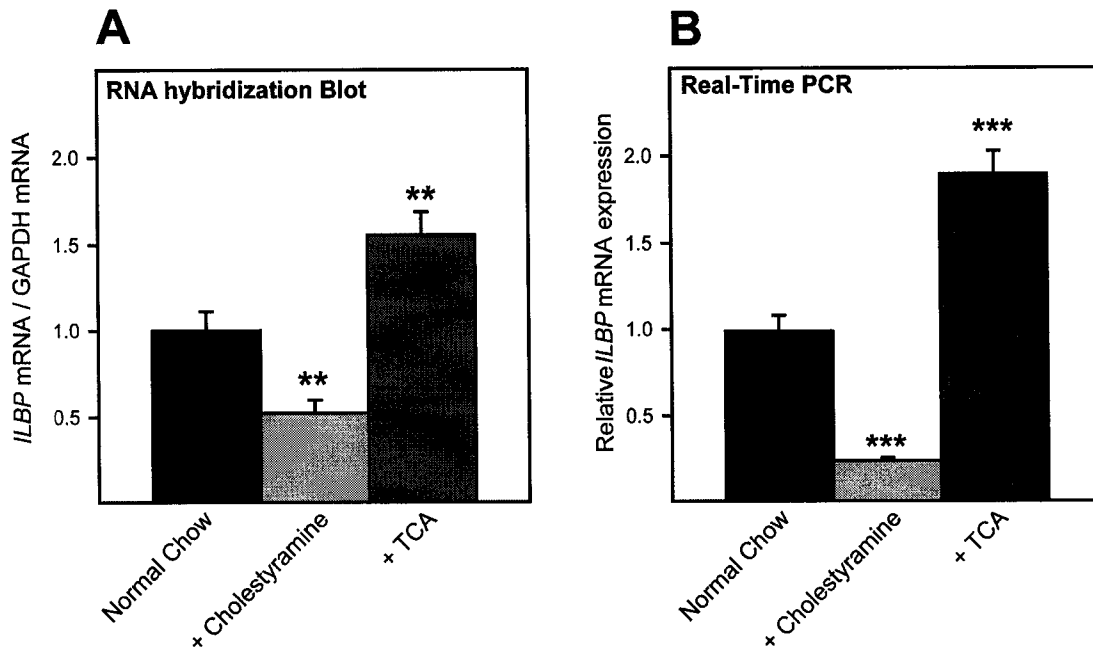 A
RNA hybridization Blot
ILBP mRNA / GAPDH mRNA
2.0
1.5
1.0
0.5
**
**
Normal Chow
+ Cholestyramine
+ TCA
B
Real-Time PCR
Relative ILBP mRNA expression
2.0
1.5
1.0
0.5
***
***
Normal Chow
+ Cholestyramine
+ TCA